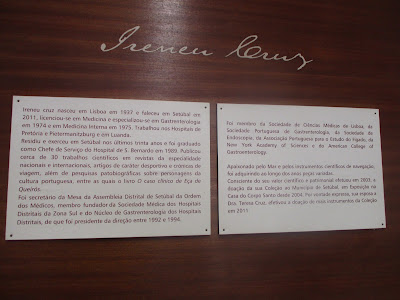 Ireneu Cruz
Ireneu cruz nasceu em Lisboa em 1937 e faleceu em Setúbal em
2011, licenciou-se em Medicina e especializou-se em Gastrenterologia
em 1974 e em Medicina Interna em 1975. Trabalhou nos Hospitais de
Pretória e Pietermanitzburg e em Luanda.
Residiu e exerceu em Setúbal nos últimos trinta anos e foi graduado
como Chefe de Serviço do Hospital de S. Bernardo em 1989. Publicou
cerca de 30 trabalhos científicos em revistas da especialidade
nacionais e internacionais, artigos de carácter desportivo e crónicas de
viagem, além de pesquisas patobiográficas sobre personagens da
cultura portuguesa, entre as quais o livro O caso clínico de Eça de
Queirós.
Foi secretário da Mesa da Assembleia Distrital de Setúbal da Ordem
dos Médicos, membro fundador da Sociedade Médica dos Hospitais
Distritais da Zona Sul e do Núcleo de Gastrenterologia dos Hospitais
Distritais, de que foi presidente da direção entre 1992 e 1994.
Foi membro da Sociedade de Ciências Médicas de Lisboa, da
Sociedade Portuguesa de Gastrenterologia, da Sociedade de
Endoscopia, da Associação Portuguesa para o Estudo do Fígado, da
New York Academy of Sciences e do American College of
Gastroenterology.
Apaixonado pelo Mar e pelos instrumentos científicos de navegação,
foi adquirindo ao longo dos anos peças variadas.
Consciente do seu valor científico e patrimonial efetuou em 2003, a
doação da sua Coleção ao Município de Setúbal, em Exposição na
Casa do Corpo Santo desde 2004. Por vontade expressa, sua esposa a
Dra. Teresa Cruz, efetivou a doação de mais instrumentos da Coleção
em 2011.